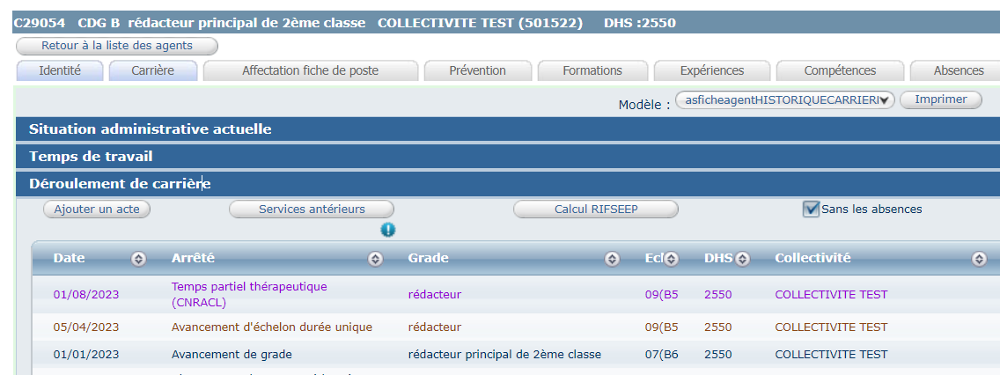 C29054 CDG B rédacteur principal de 2ème classe COLLECTIVITE TEST (501522) DHS :2550
Retour à la liste des agents
Identité Carrière Affectation fiche de poste Prévention Formations Expériences Compétences Absences
Modèle : asficheagentHISTORIQUECARRIERI Imprimer
Situation administrative actuelle
Temps de travail
Déroulement de carrière
Ajouter un acte Services antérieurs Calcul RIFSEEP Sans les absences
Date Arrêté Grade Ecl DHS Collectivité
Temps partiel thérapeutique
01/08/2023 (CNRACL) rédacteur 09(B5 2550 COLLECTIVITE TEST
05/04/2023 Avancement d'échelon durée unique rédacteur 09(B5 2550 COLLECTIVITE TEST
01/01/2023 Avancement de grade rédacteur principal de 2ème classe 07(B6 2550 COLLECTIVITE TEST